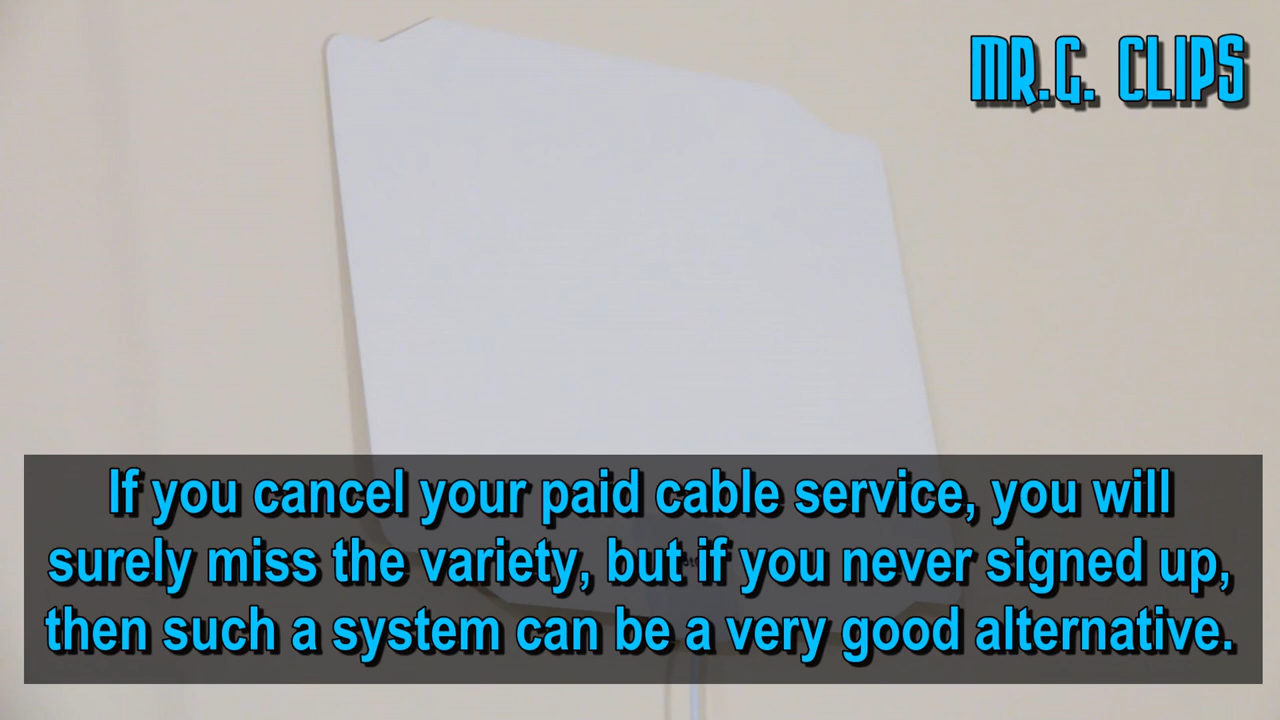 MR.G. CLIPS
If you cancel your paid cable service, you will
surely miss the variety, but if you never signed up,
then such a system can be a very good alternative.